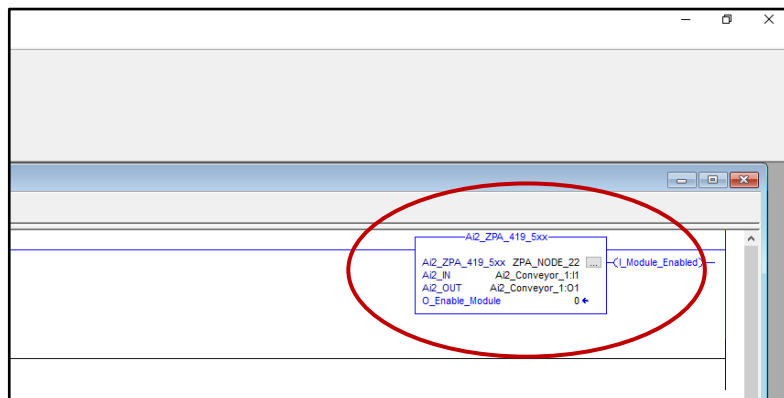 Ai2_ZPA_419_5xx
Ai2_ZPA_419_5xx ZPA_NODE_22 ... I_Module_Enabled
Ai2_IN Ai2_Conveyor_1:I1
Ai2_OUT Ai2_Conveyor_1:O1
O_Enable_Module 0